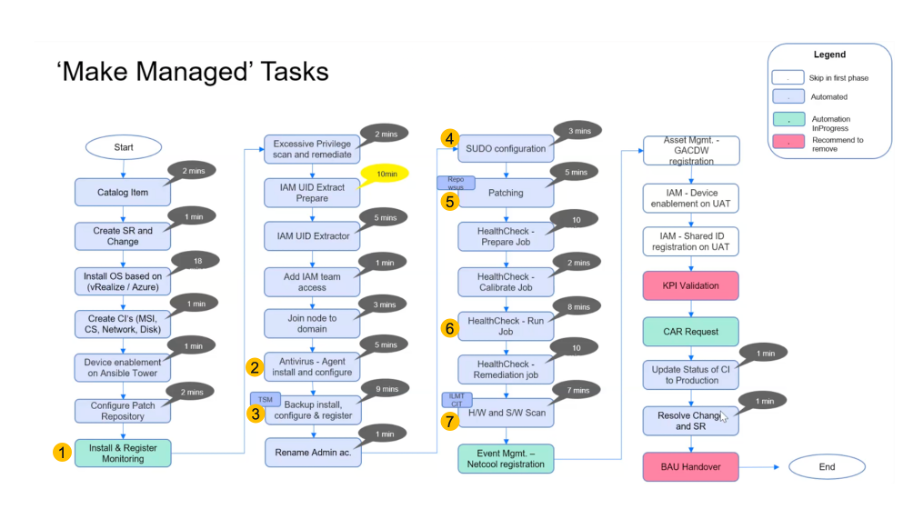 'Make Managed' Tasks
Legend
Skip in first phase
Automated
Automation
InProgress
Recommend to
remove
Start
2 mins
Catalog Item
1 min
Create SR and
Change
18
Install OS based on
(vRealize / Azure)
1 min
Create CI's (MSI,
CS, Network, Disk)
1 min
Device enablement
on Ansible Tower
2 mins
Configure Patch
Repository
1
Install & Register
Monitoring
2 mins
Excessive Privilege
scan and remediate
10min
IAM UID Extract
Prepare
5 mins
IAM UID Extractor
1 min
Add IAM team
access
3 mins
Join node to
domain
5 mins
2
Antivirus - Agent
install and configure
9 mins
TSM
3
Backup install,
configure & register
1 min
Rename Admin ac.
3 mins
4
SUDO configuration
5 mins
Repo
wsus
5
Patching
10
HealthCheck -
Prepare Job
2 mins
HealthCheck -
Calibrate Job
8 mins
6
HealthCheck - Run
Job
10
HealthCheck -
Remediation job
7 mins
ILMT
CIT
7
H/W and S/W Scan
Event Mgmt. –
Netcool registration
Asset Mgmt. -
GACDW
registration
IAM - Device
enablement on UAT
IAM - Shared ID
registration on UAT
KPI Validation
CAR Request
1 min
Update Status of CI
to Production
1 min
Resolve Change
and SR
BAU Handover
End